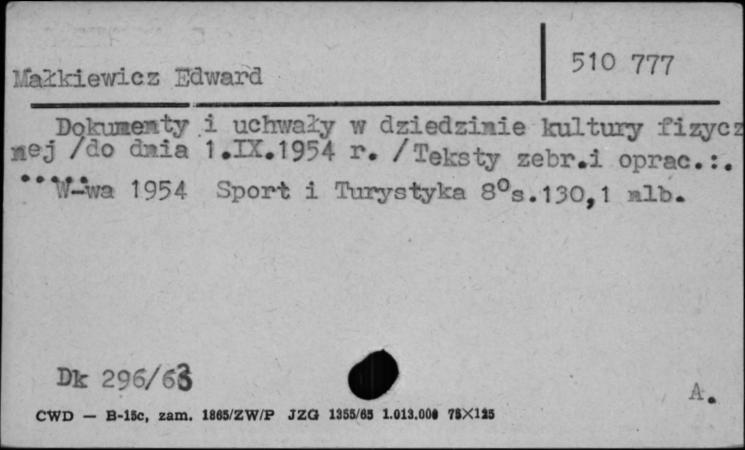 510 777
Małkiewicz Edward
Dokumenty i uchwały w dziedzinie kultury fizycz
nej /do dnia 1.IX.1954 r. /Teksty zebr.i oprac.:.
.....
W-wa 1954 Sport i Turystyka 8°s.130,1 nlb.
Dk 296/63
A.
CWD — B-15c, zam. 1865/ZW/P JZG 1355/65 1.013.000 75X125